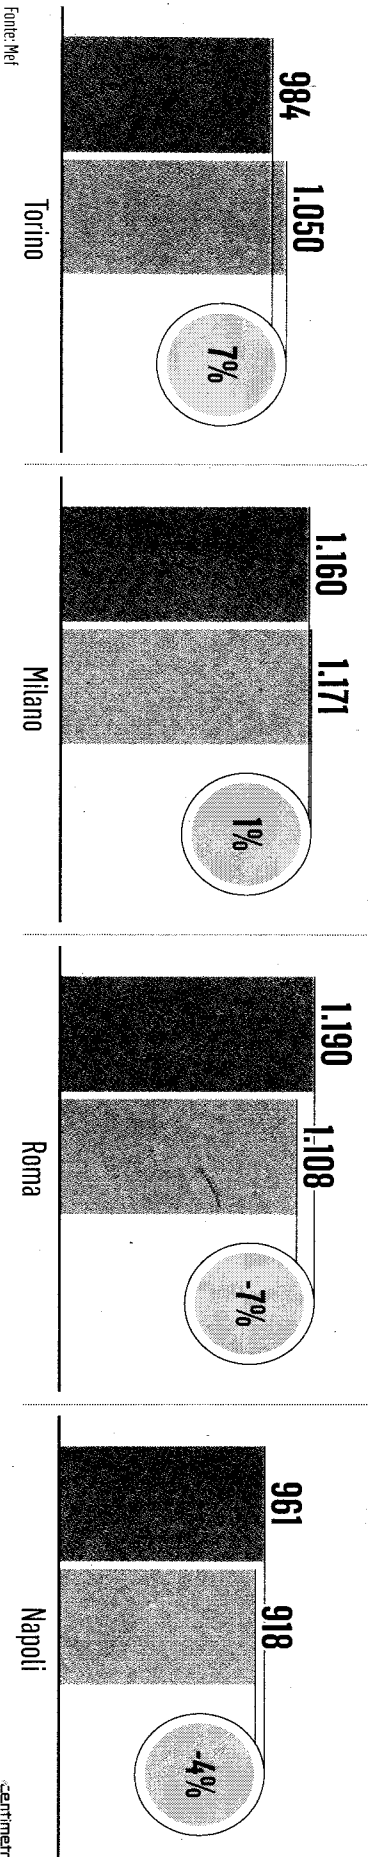 984
1.050
7%
Torino
1.160
1.171
1%
Milano
1.190
1.108
-7%
Roma
961
918
-4%
Napoli
Fonte: Mef
centimetr